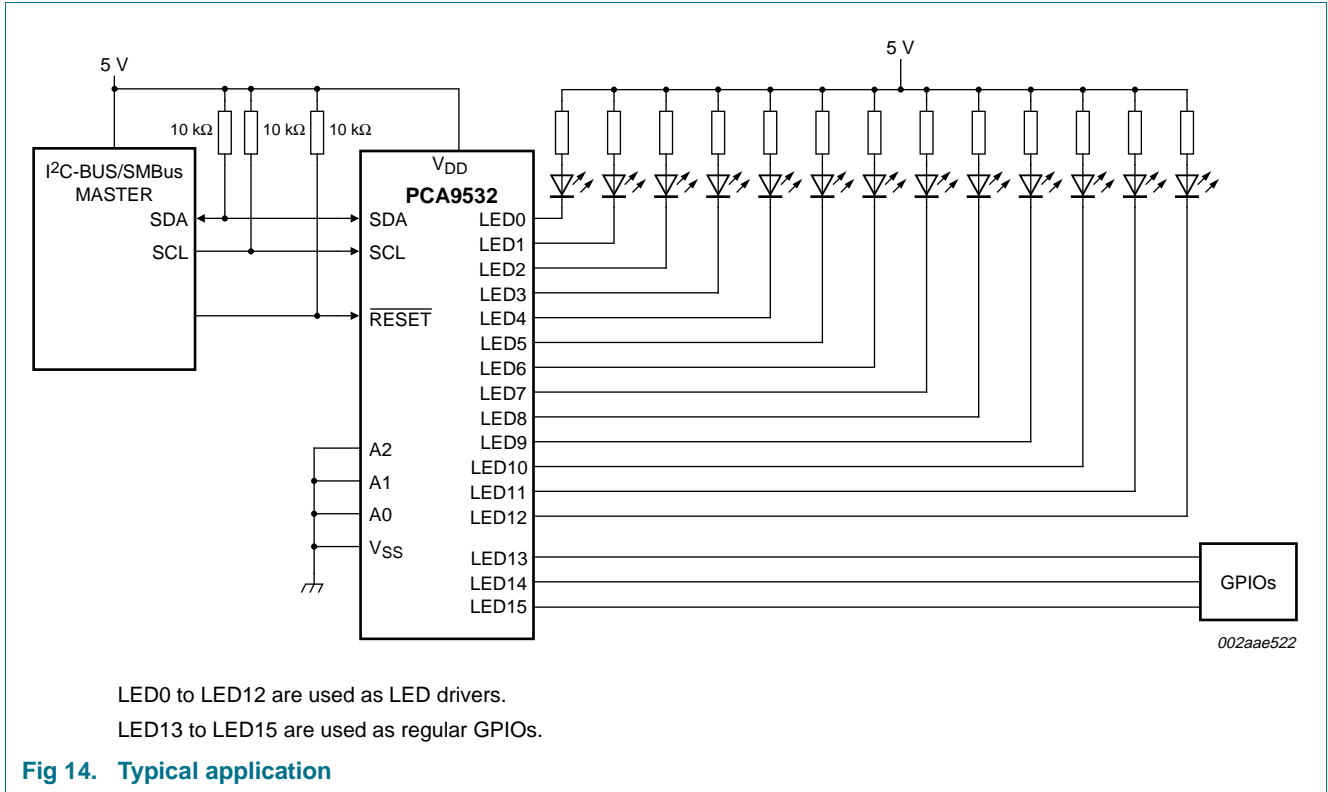 5 V
5 V
10 kΩ
10 kΩ
10 kΩ
I2C-BUS/SMBus
MASTER
SDA
SCL
VDD
PCA9532
SDA
SCL
RESET
A2
A1
A0
VSS
LED0
LED1
LED2
LED3
LED4
LED5
LED6
LED7
LED8
LED9
LED10
LED11
LED12
LED13
LED14
LED15
GPIOs
002aae522
LED0 to LED12 are used as LED drivers.
LED13 to LED15 are used as regular GPIOs.
Fig 14. Typical application